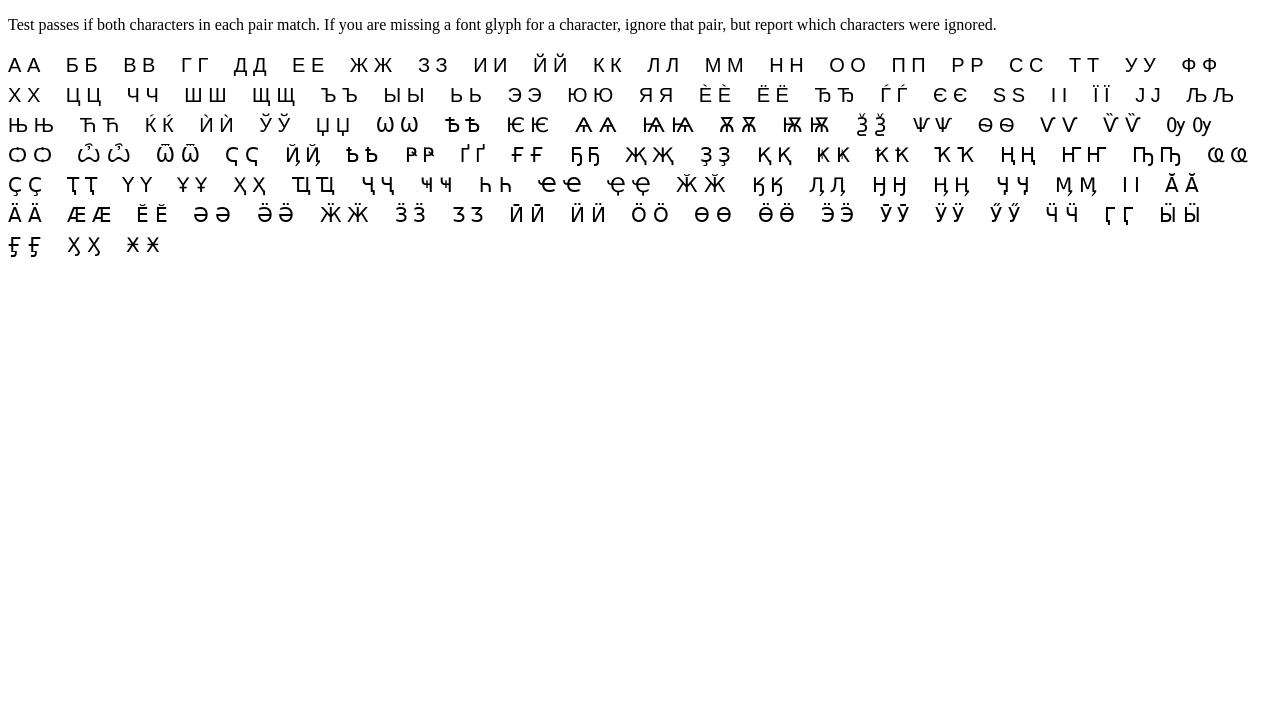 Test passes if both characters in each pair match. If you are missing a font glyph for a character, ignore that pair, but report which characters were ignored.
А А Б Б В В Г Г Д Д Е Е Ж Ж З З И И Й Й К К Л Л М М Н Н О О П П Р Р С С Т Т У У Ф Ф
Х Х Ц Ц Ч Ч Ш Ш Щ Щ Ъ Ъ Ы Ы Ь Ь Э Э Ю Ю Я Я Ѐ Ѐ Ё Ё Ђ Ђ Ѓ Ѓ Є Є Ѕ Ѕ І І Ї Ї Ј Ј Љ Љ
Њ Њ Ћ Ћ Ќ Ќ Ѝ Ѝ Ў Ў Џ Џ Ѡ Ѡ Ѣ Ѣ Ѥ Ѥ Ѧ Ѧ Ѩ Ѩ Ѫ Ѫ Ѭ Ѭ Ѯ Ѯ Ѱ Ѱ Ѳ Ѳ Ѵ Ѵ Ѷ Ѷ Ѹ Ѹ
Ѻ Ѻ Ѽ Ѽ Ѿ Ѿ Ҁ Ҁ Ҋ Ҋ Ҍ Ҍ Ҏ Ҏ Ґ Ґ Ғ Ғ Ҕ Ҕ Җ Җ Ҙ Ҙ Қ Қ Ҝ Ҝ Ҟ Ҟ Ҡ Ҡ Ң Ң Ҥ Ҥ Ҧ Ҧ Ҩ Ҩ
Ҫ Ҫ Ҭ Ҭ Ү Ү Ұ Ұ Ҳ Ҳ Ҵ Ҵ Ҷ Ҷ Ҹ Ҹ Һ Һ Ҽ Ҽ Ҿ Ҿ Ӂ Ӂ Ӄ Ӄ Ӆ Ӆ Ӈ Ӈ Ӊ Ӊ Ӌ Ӌ Ӎ Ӎ Ӏ Ӏ Ӑ Ӑ
Ӓ Ӓ Ӕ Ӕ Ӗ Ӗ Ә Ә Ӛ Ӛ Ӝ Ӝ Ӟ Ӟ Ӡ Ӡ Ӣ Ӣ Ӥ Ӥ Ӧ Ӧ Ө Ө Ӫ Ӫ Ӭ Ӭ Ӯ Ӯ Ӱ Ӱ Ӳ Ӳ Ӵ Ӵ Ӷ Ӷ Ӹ Ӹ
Ӻ Ӻ Ӽ Ӽ Ӿ Ӿ